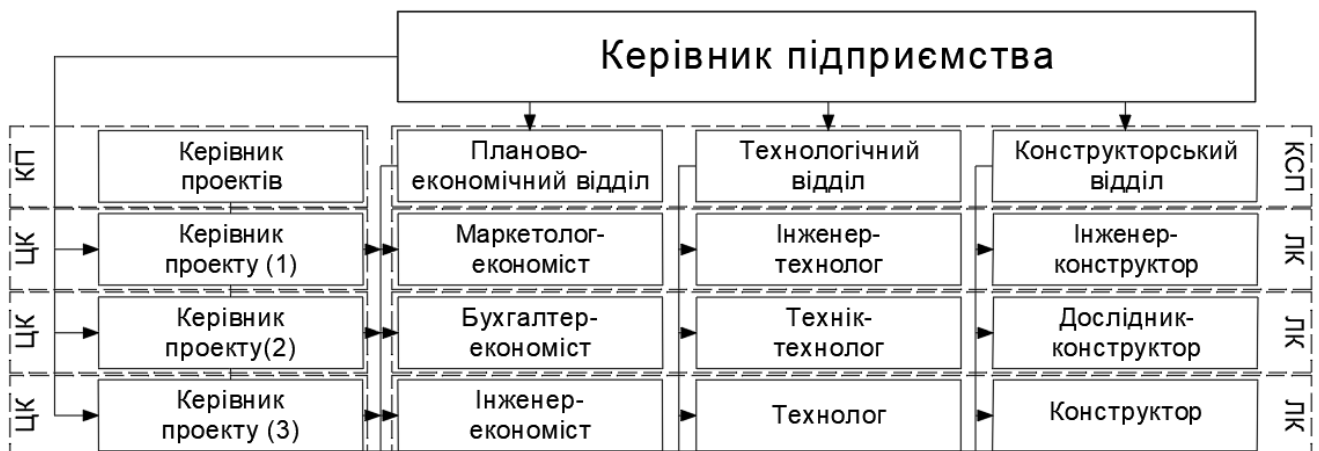 Керівник підприємства
КП
Керівник
проектів
Планово-
економічний відділ
Технологічний
відділ
Конструкторський
відділ
КСП
ЦК
Керівник
проекту (1)
Маркетолог-
економіст
Інженер-
технолог
Інженер-
конструктор
ЛК
ЦК
Керівник
проекту(2)
Бухгалтер-
економіст
Технік-
технолог
Дослідник-
конструктор
ЛК
ЦК
Керівник
проекту (3)
Інженер-
економіст
Технолог
Конструктор
ЛК